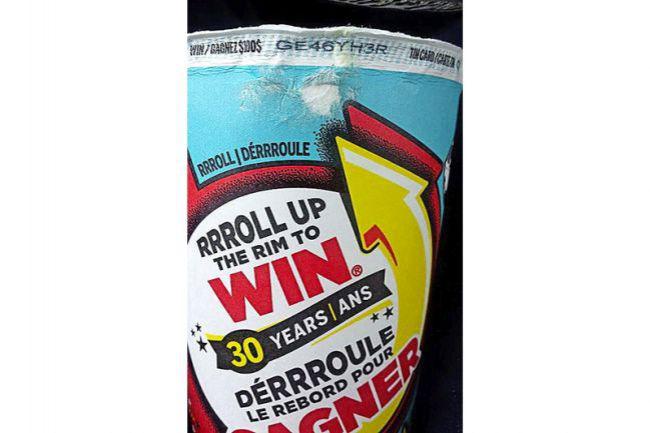 WIN / GAGNEZ $100$ GE46YH3R TIM CARD / CARTE
RRROLL | DÉRRROULE
RRROLL UP
THE RIM TO
WIN®
30 YEARS | ANS
DÉRRROULE
LE REBORD POUR
GAGNER